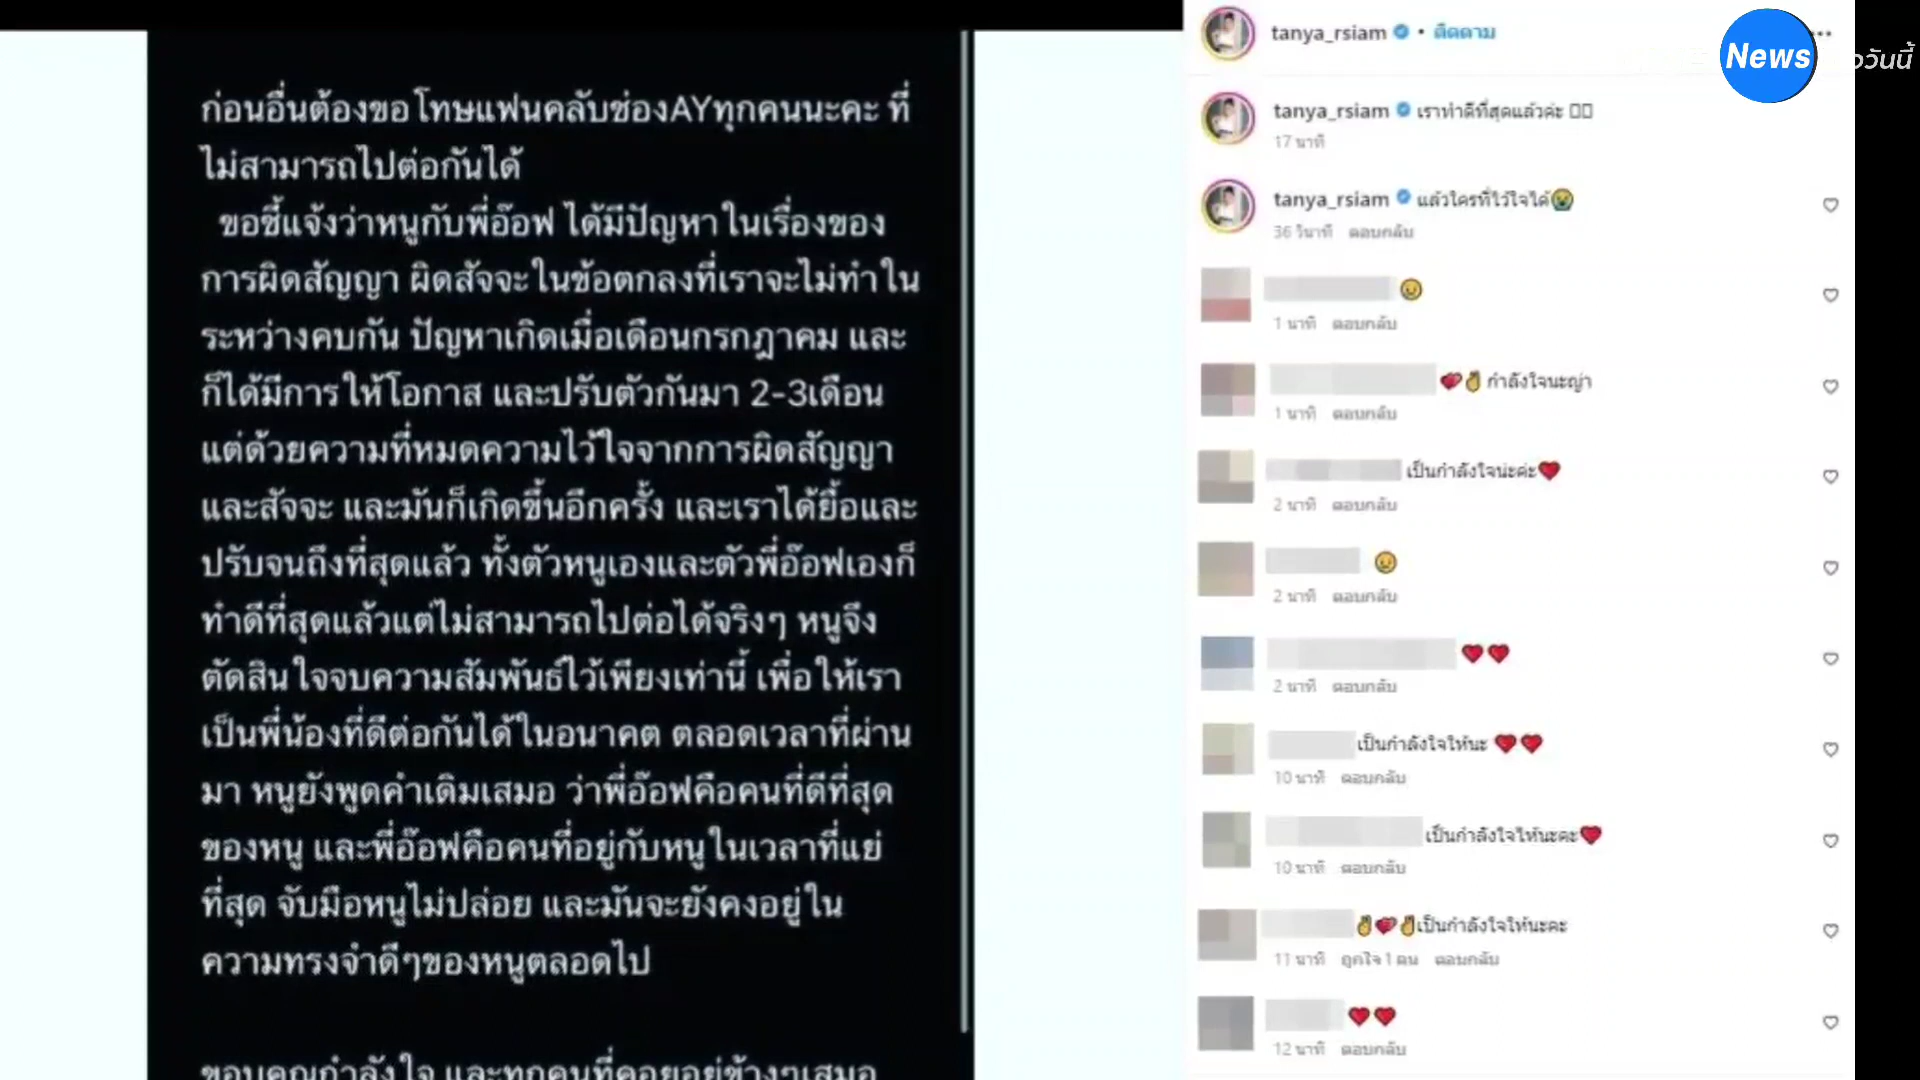 ก่อนอื่นต้องขอโทษแฟนคลับช่องAYทุกคนนะคะ ที่
ไม่สามารถไปต่อกันได้
ขอชี้แจ้งว่าหนูกับพี่อ๊อฟ ได้มีปัญหาในเรื่องของ
การผิดสัญญา ผิดสัจจะในข้อตกลงที่เราจะไม่ทำใน
ระหว่างคบกัน ปัญหาเกิดเมื่อเดือนกรกฎาคม และ
ก็ได้มีการให้โอกาส และปรับตัวกันมา 2-3เดือน
แต่ด้วยความที่หมดความไว้ใจจากการผิดสัญญา
และสัจจะ และมันก็เกิดขึ้นอีกครั้ง และเราได้ยื้อและ
ปรับจนถึงที่สุดแล้ว ทั้งตัวหนูเองและตัวพี่อ๊อฟเองก็
ทำดีที่สุดแล้วแต่ไม่สามารถไปต่อได้จริงๆ หนูจึง
ตัดสินใจจบความสัมพันธ์ไว้เพียงเท่านี้ เพื่อให้เรา
เป็นพี่น้องที่ดีต่อกันได้ในอนาคต ตลอดเวลาที่ผ่าน
มา หนูยังพูดคำเดิมเสมอ ว่าพี่อ๊อฟคือคนที่ดีที่สุด
ของหนู และพี่อ๊อฟคือคนที่อยู่กับหนูในเวลาที่แย่
ที่สุด จับมือหนูไม่ปล่อย และมันจะยังคงอยู่ใน
ความทรงจำดีๆของหนูตลอดไป
ขอบคุณกำลังใจ และทุกคนที่คอยอยู่ข้างๆเสมอ
tanya_rsiam • ติดตาม
News
วันนี้
tanya_rsiam เราทำดีที่สุดแล้วค่ะ
17 นาที
tanya_rsiam แล้วใครที่ไว้ใจได้😭
36 วินาที ตอบกลับ
🥲
1 นาที ตอบกลับ
กำลังใจนะญ่า
1 นาที ตอบกลับ
เป็นกำลังใจน่ะค่ะ❤️
2 นาที ตอบกลับ
2 นาที ตอบกลับ
❤️❤️
2 นาที ตอบกลับ
เป็นกำลังใจให้นะ ❤️❤️
10 นาที ตอบกลับ
เป็นกำลังใจให้นะคะ❤️
10 นาที ตอบกลับ
เป็นกำลังใจให้นะคะ
11 นาที ถูกใจ 1 คน ตอบกลับ
❤️❤️
12 นาที ตอบกลับ